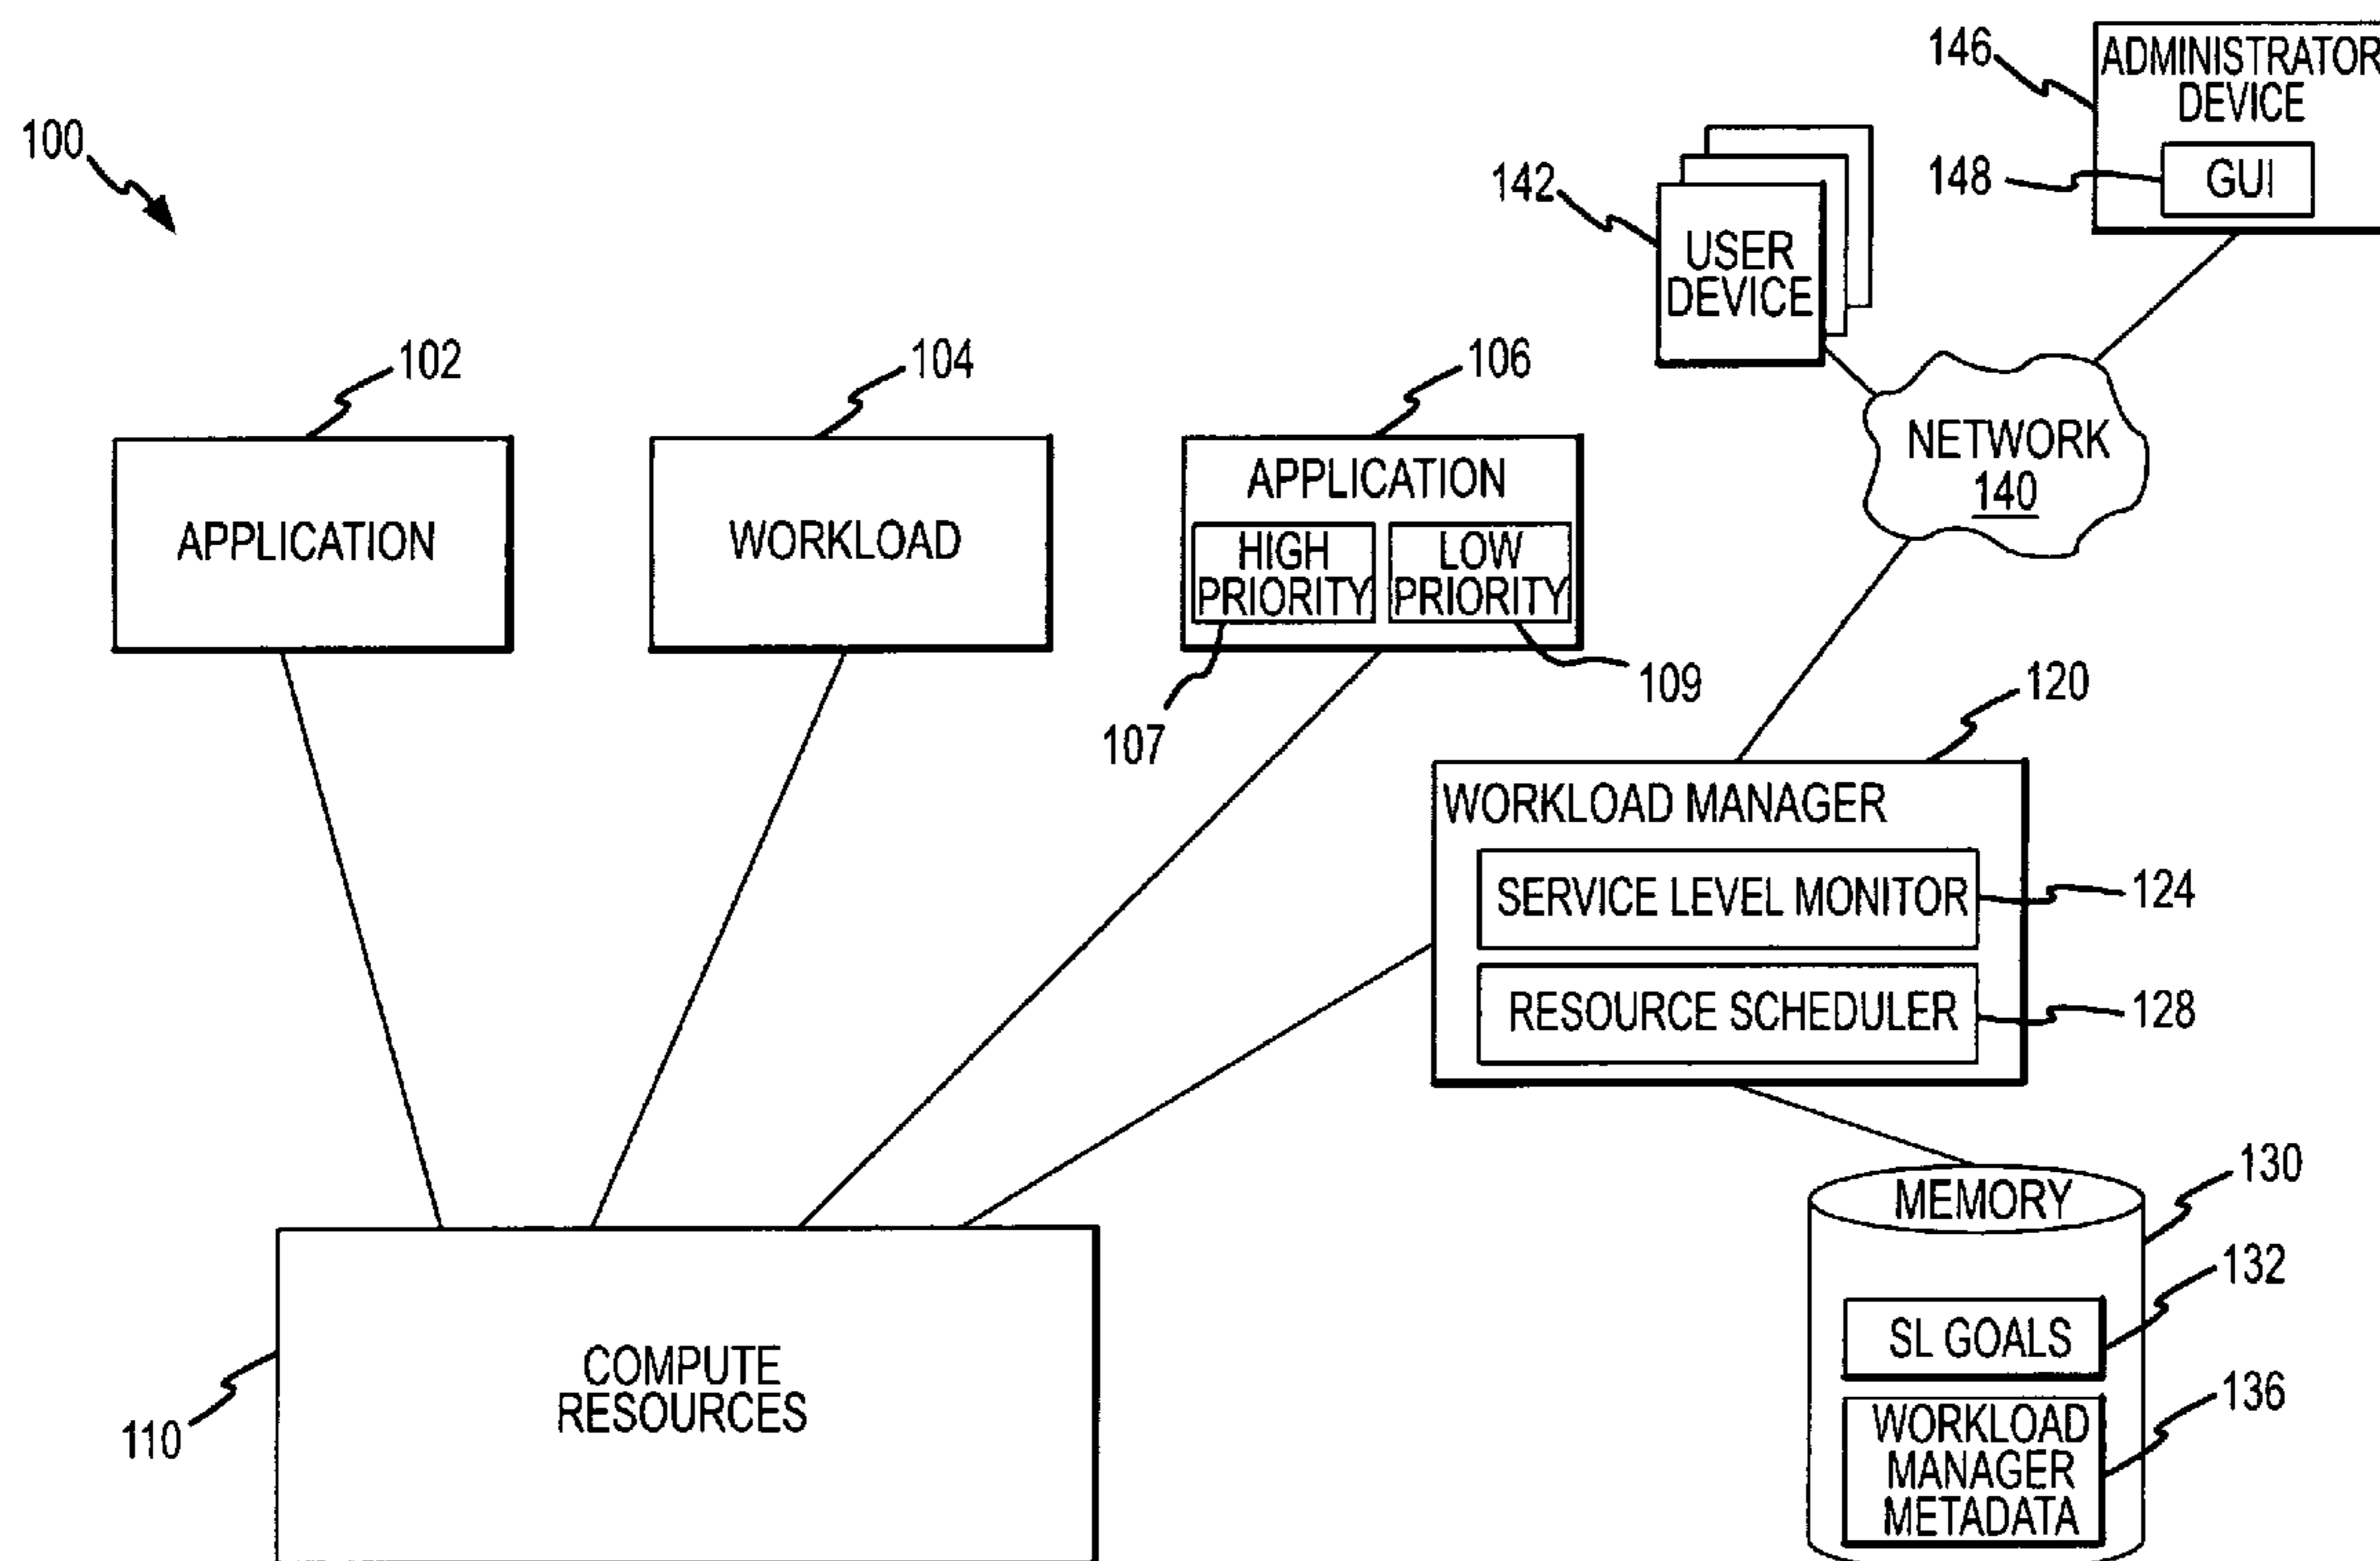 146
ADMINISTRATOR
DEVICE
148
GUI
100
142
USER
DEVICE
102
104
106
NETWORK
140
APPLICATION
WORKLOAD
APPLICATION
HIGH
PRIORITY
LOW
PRIORITY
107
109
120
WORKLOAD MANAGER
SERVICE LEVEL MONITOR
124
RESOURCE SCHEDULER
128
130
MEMORY
132
SL GOALS
136
WORKLOAD
MANAGER
METADATA
COMPUTE
RESOURCES
110